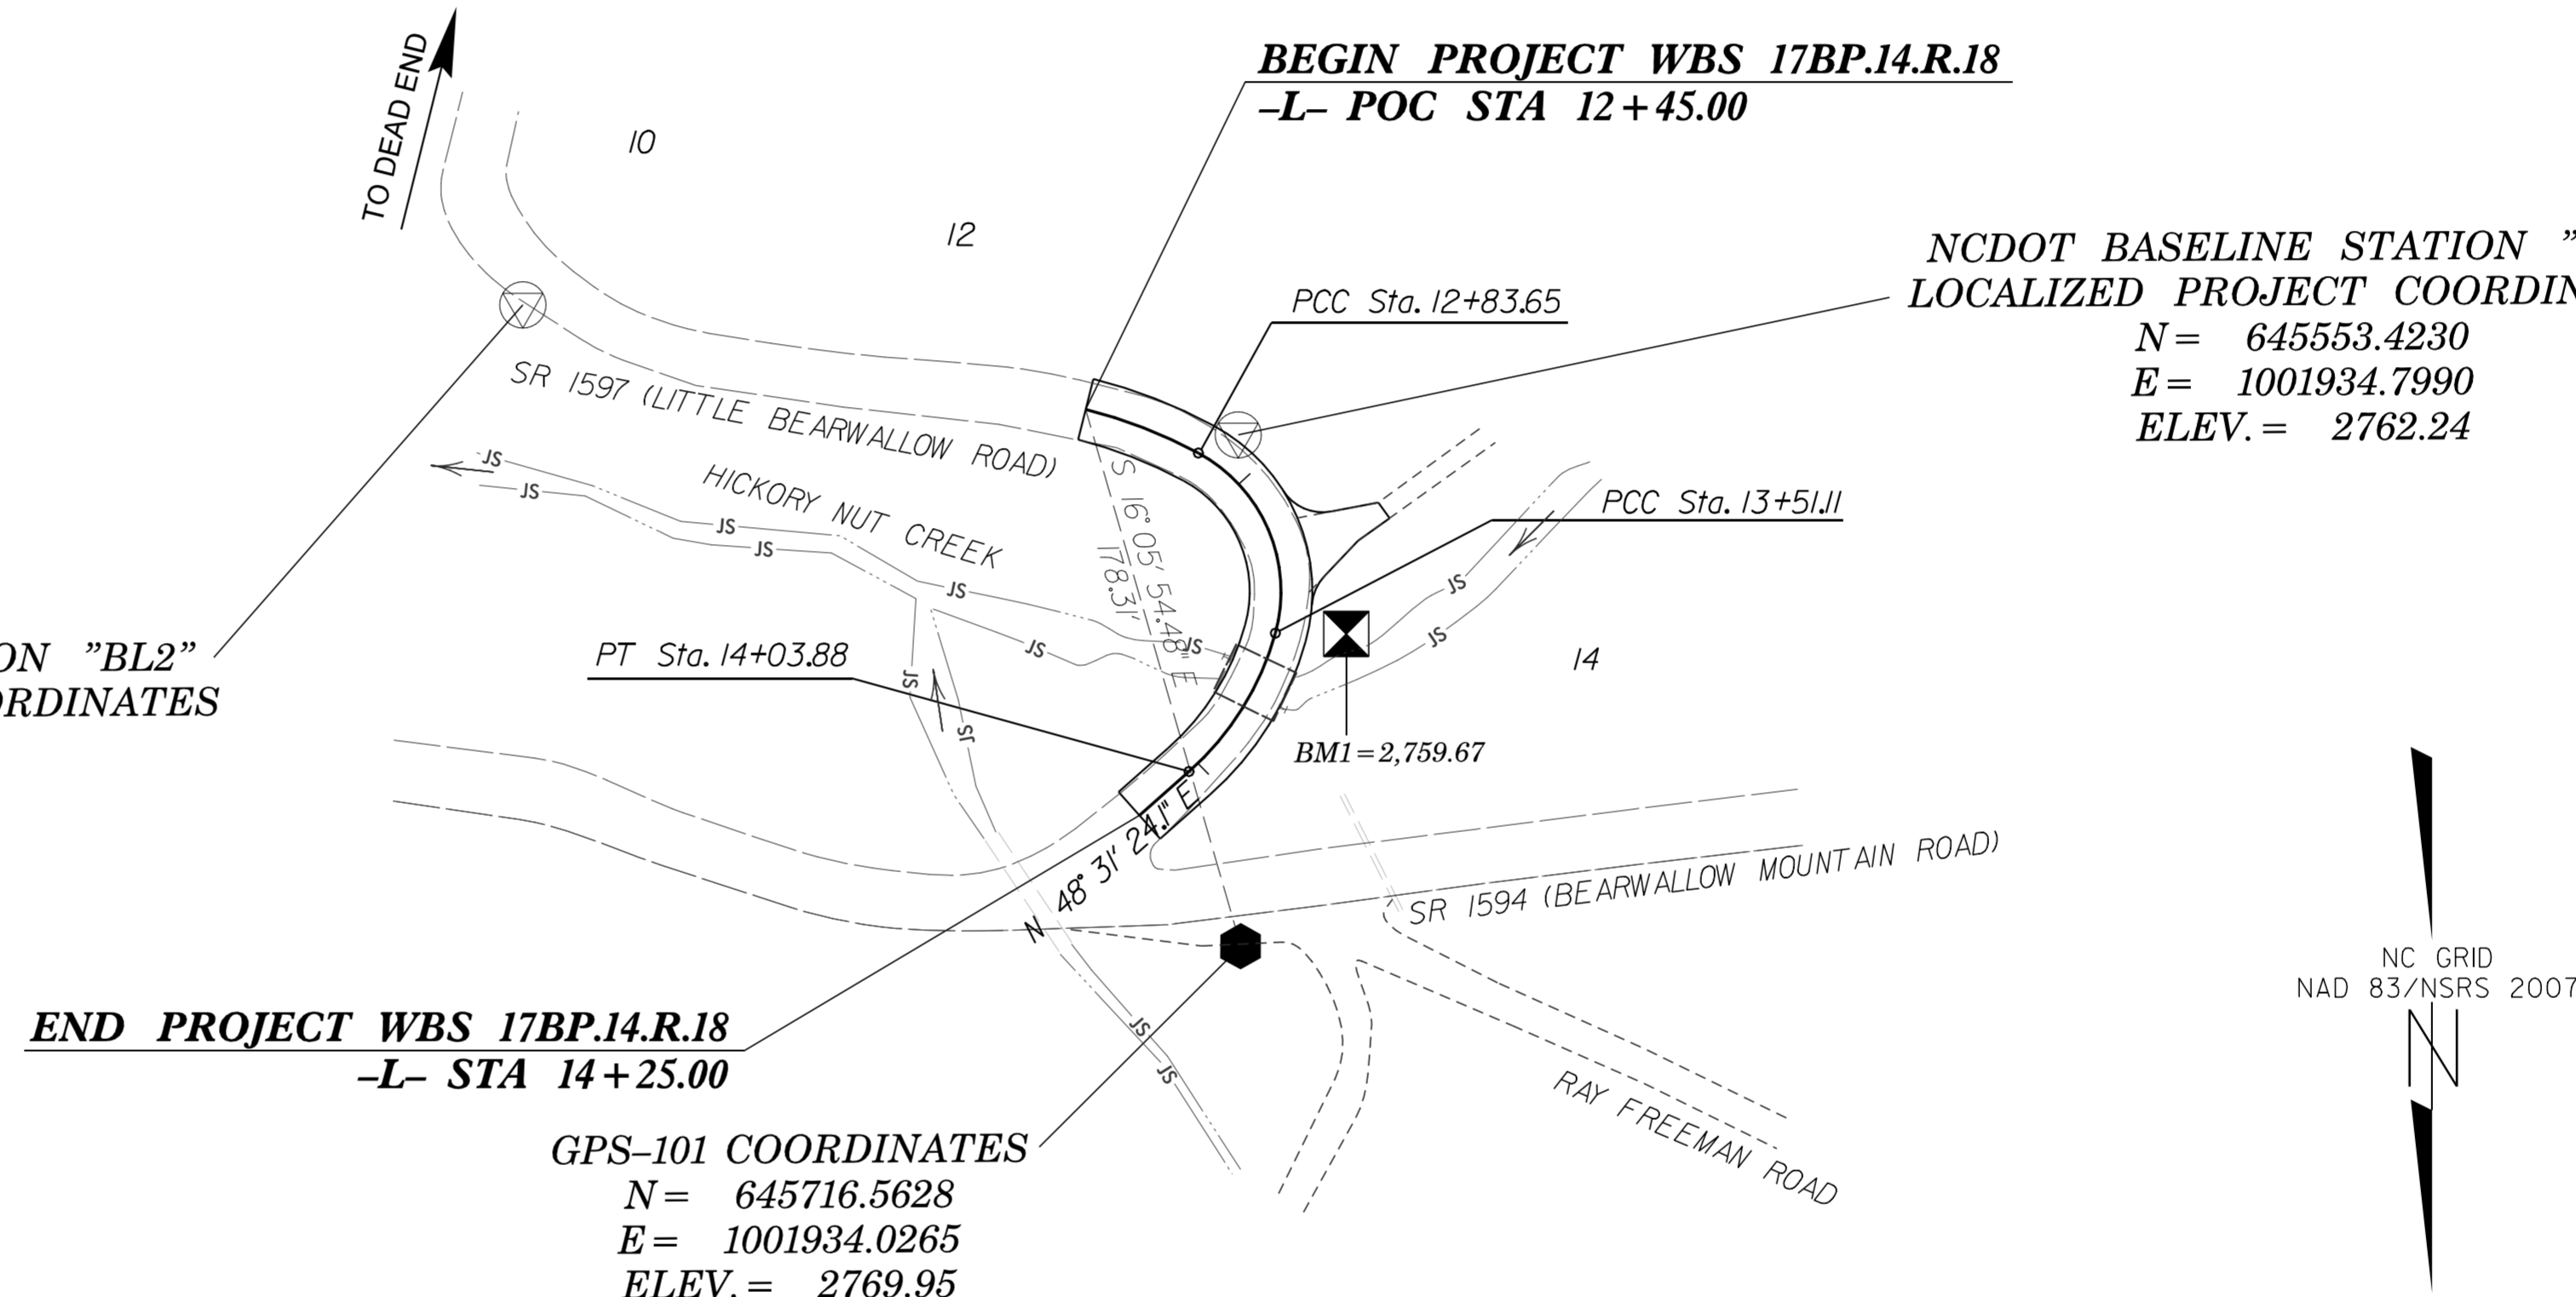 TO DEAD END
10
12
BEGIN PROJECT WBS 17BP.14.R.18
–L– POC STA 12+45.00
NCDOT BASELINE STATION "
LOCALIZED PROJECT COORDIN
N= 645553.4230
E= 1001934.7990
ELEV.= 2762.24
PCC Sta. 12+83.65
SR 1597 (LITTLE BEARWALLOW ROAD)
HICKORY NUT CREEK
JS
JS
JS
JS
JS
JS
JS
JS
JS
JS
JS
JS
JS
S 16° 05' 54.48" E
178.31'
PCC Sta. 13+51.11
ON "BL2"
ORDINATES
PT Sta. 14+03.88
14
BM1=2,759.67
N 48° 31' 24.1" E
SR 1594 (BEARWALLOW MOUNTAIN ROAD)
NC GRID
NAD 83/NSRS 2007
N
END PROJECT WBS 17BP.14.R.18
–L– STA 14+25.00
RAY FREEMAN ROAD
GPS–101 COORDINATES
N= 645716.5628
E= 1001934.0265
ELEV.= 2769.95